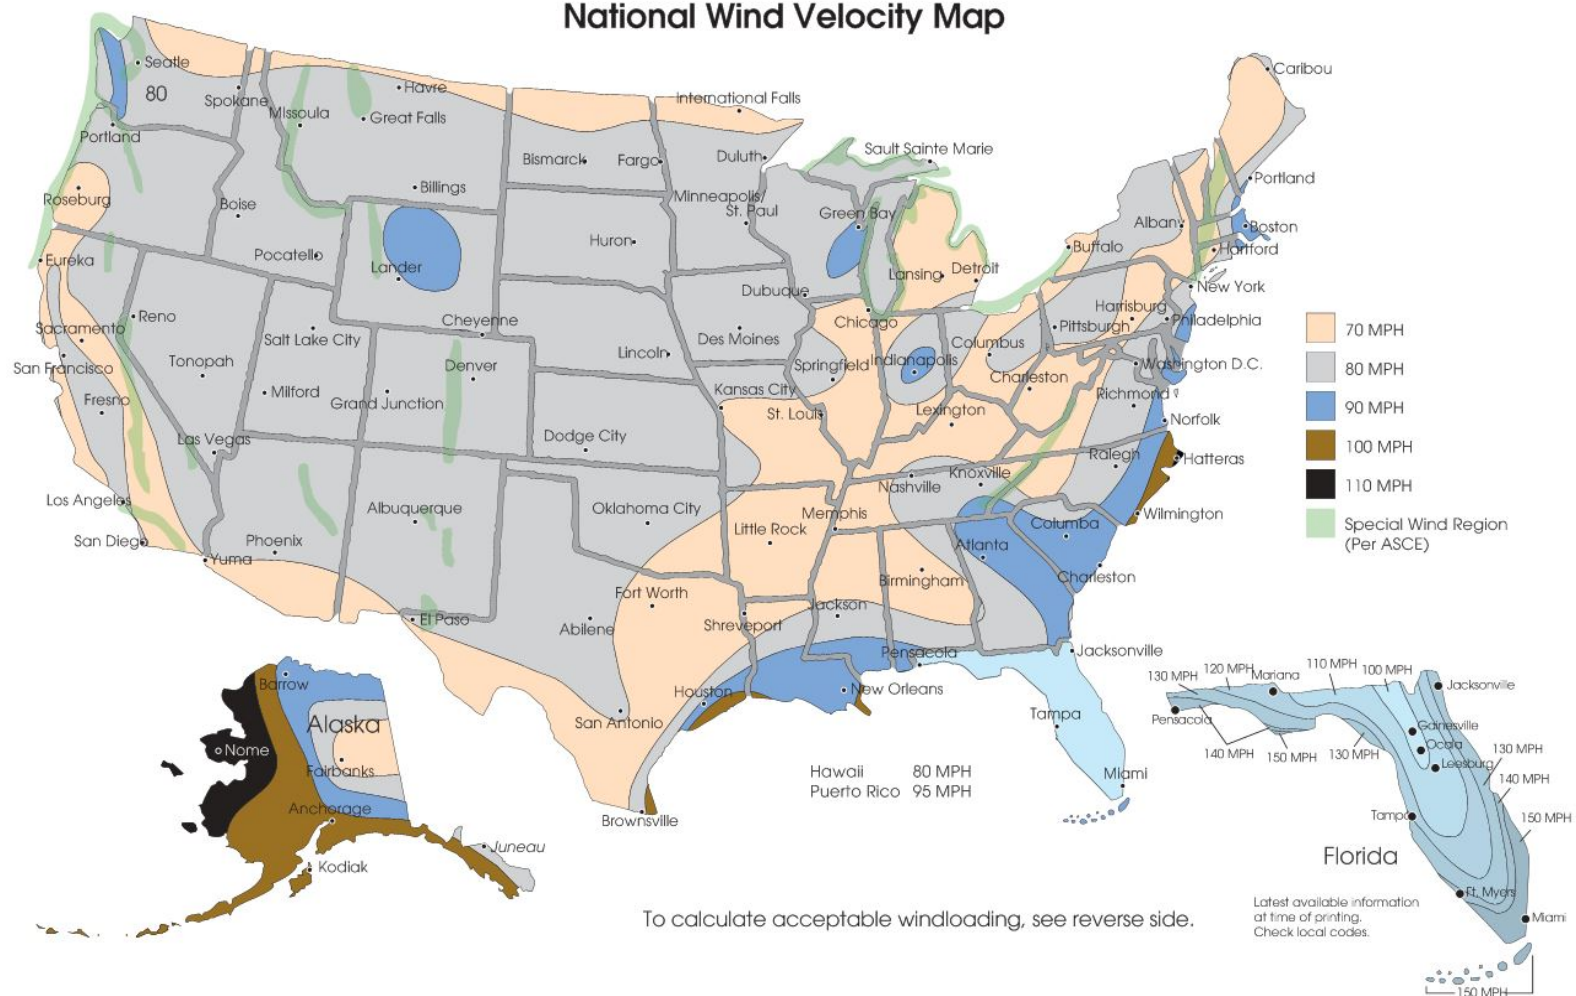 National Wind Velocity Map
Seatle
80
Spokane
Missoula
Havre
Great Falls
International Falls
Caribou
Portland
Bismarck
Fargo
Duluth
Sault Sainte Marie
Portland
Roseburg
Boise
Billings
Minneapolis/
St. Paul
Green Bay
Albany
Boston
Eureka
Pocatello
Lander
Huron
Buffalo
Hartford
Lansing
Detroit
New York
Dubuque
Reno
Sacramento
Salt Lake City
Cheyenne
Des Moines
Chicago
Harrisburg
Philadelphia
Pittsburgh
San Francisco
Tonopah
Denver
Lincoln
Springfield
Indianapolis
Columbus
Washington D.C.
Fresno
Milford
Grand Junction
Kansas City
Charleston
Richmond
St. Louis
Lexington
Norfolk
Las Vegas
Dodge City
Ralegh
Hatteras
Knoxville
Nashville
Los Angeles
Albuquerque
Oklahoma City
Memphis
Little Rock
Wilmington
San Diego
Phoenix
Columba
Atlanta
Yuma
Birmingham
Charleston
Fort Worth
El Paso
Abilene
Shreveport
Jackson
Pensacola
Jacksonville
Houston
New Orleans
San Antonio
Tampa
Miami
Brownsville
70 MPH
80 MPH
90 MPH
100 MPH
110 MPH
Special Wind Region
(Per ASCE)
Barrow
Alaska
Nome
Fairbanks
Anchorage
Juneau
Kodiak
Hawaii 80 MPH
Puerto Rico 95 MPH
130 MPH
120 MPH
Mariana
110 MPH
100 MPH
Jacksonville
Pensacola
Gainesville
Ocala
Leesburg
140 MPH
150 MPH
130 MPH
130 MPH
140 MPH
150 MPH
Tampa
Florida
Ft. Myers
Miami
150 MPH
Latest available information
at time of printing.
Check local codes.
To calculate acceptable windloading, see reverse side.